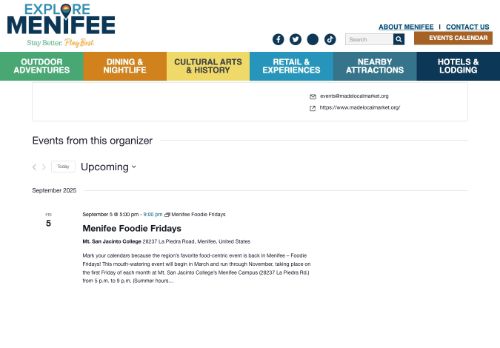 EXPLORE
MENIFEE
Stay Better. Play Best.
ABOUT MENIFEE | CONTACT US
Search
EVENTS CALENDAR
OUTDOOR ADVENTURES
DINING & NIGHTLIFE
CULTURAL ARTS & HISTORY
RETAIL & EXPERIENCES
NEARBY ATTRACTIONS
HOTELS & LODGING
events@madelocalmarket.org
https://www.madelocalmarket.org/
Events from this organizer
Today
Upcoming
September 2025
FRI
5
September 5 @ 5:00 pm - 9:00 pm Menifee Foodie Fridays
Menifee Foodie Fridays
Mt. San Jacinto College 28237 La Piedra Road, Menifee, United States
Mark your calendars because the region's favorite food-centric event is back in Menifee – Foodie
Fridays! This mouth-watering event will begin in March and run through November, taking place on
the first Friday of each month at Mt. San Jacinto College's Menifee Campus (28237 La Piedra Rd.)
from 5 p.m. to 9 p.m. (Summer hours…